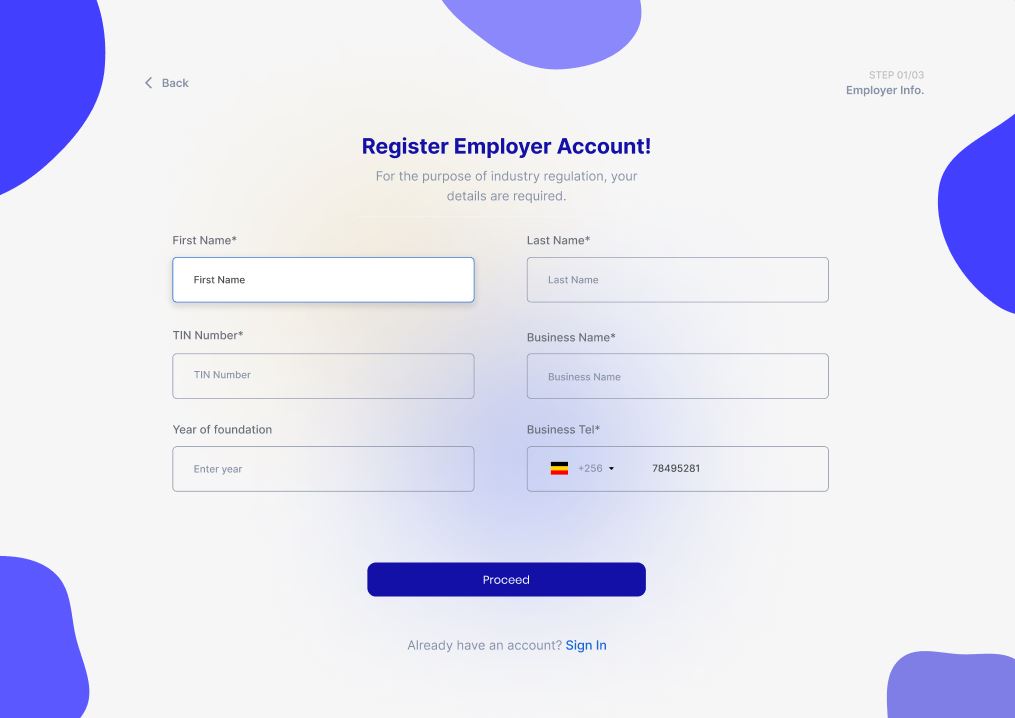 Back
STEP 01/03
Employer Info.
Register Employer Account!
For the purpose of industry regulation, your
details are required.
First Name*
Last Name*
First Name
Last Name
TIN Number*
Business Name*
TIN Number
Business Name
Year of foundation
Business Tel*
Enter year
+256
78495281
Proceed
Already have an account? Sign In